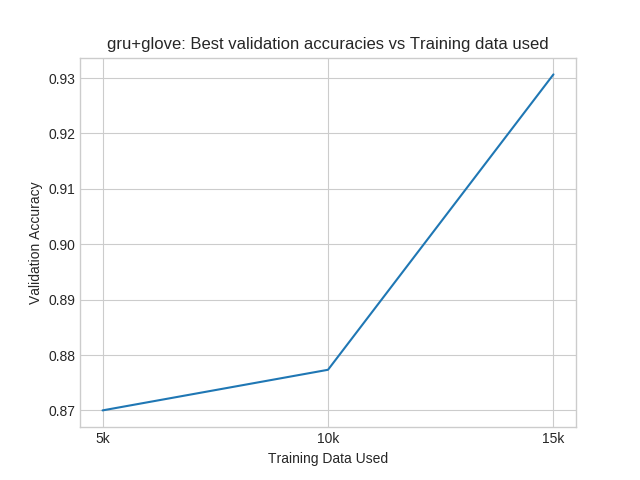 gru+glove: Best validation accuracies vs Training data used
Validation Accuracy
0.93
0.92
0.91
0.90
0.89
0.88
0.87
5k 10k 15k
Training Data Used